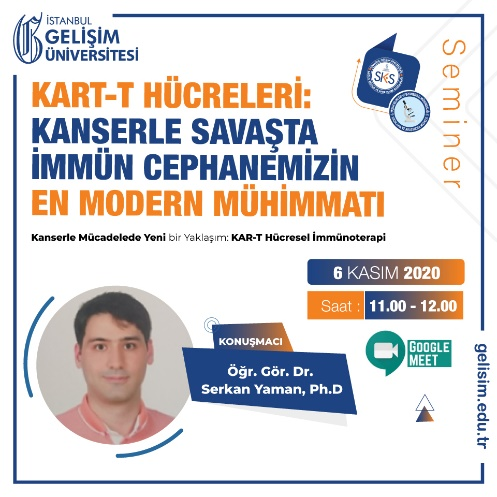 İSTANBUL
GELİŞİM
ÜNİVERSİTESİ
Seminer
SKS
KART-T HÜCRELERİ:
KANSERLE SAVAŞTA
İMMÜN CEPHANEMİZİN
EN MODERN MÜHİMMATI
Kanserle Mücadelede Yeni bir Yaklaşım: KAR-T Hücresel İmmünoterapi
6 KASIM 2020
Saat : 11.00 - 12.00
GOOGLE
MEET
KONUŞMACI
Öğr. Gör. Dr.
Serkan Yaman, Ph.D
gelisim.edu.tr